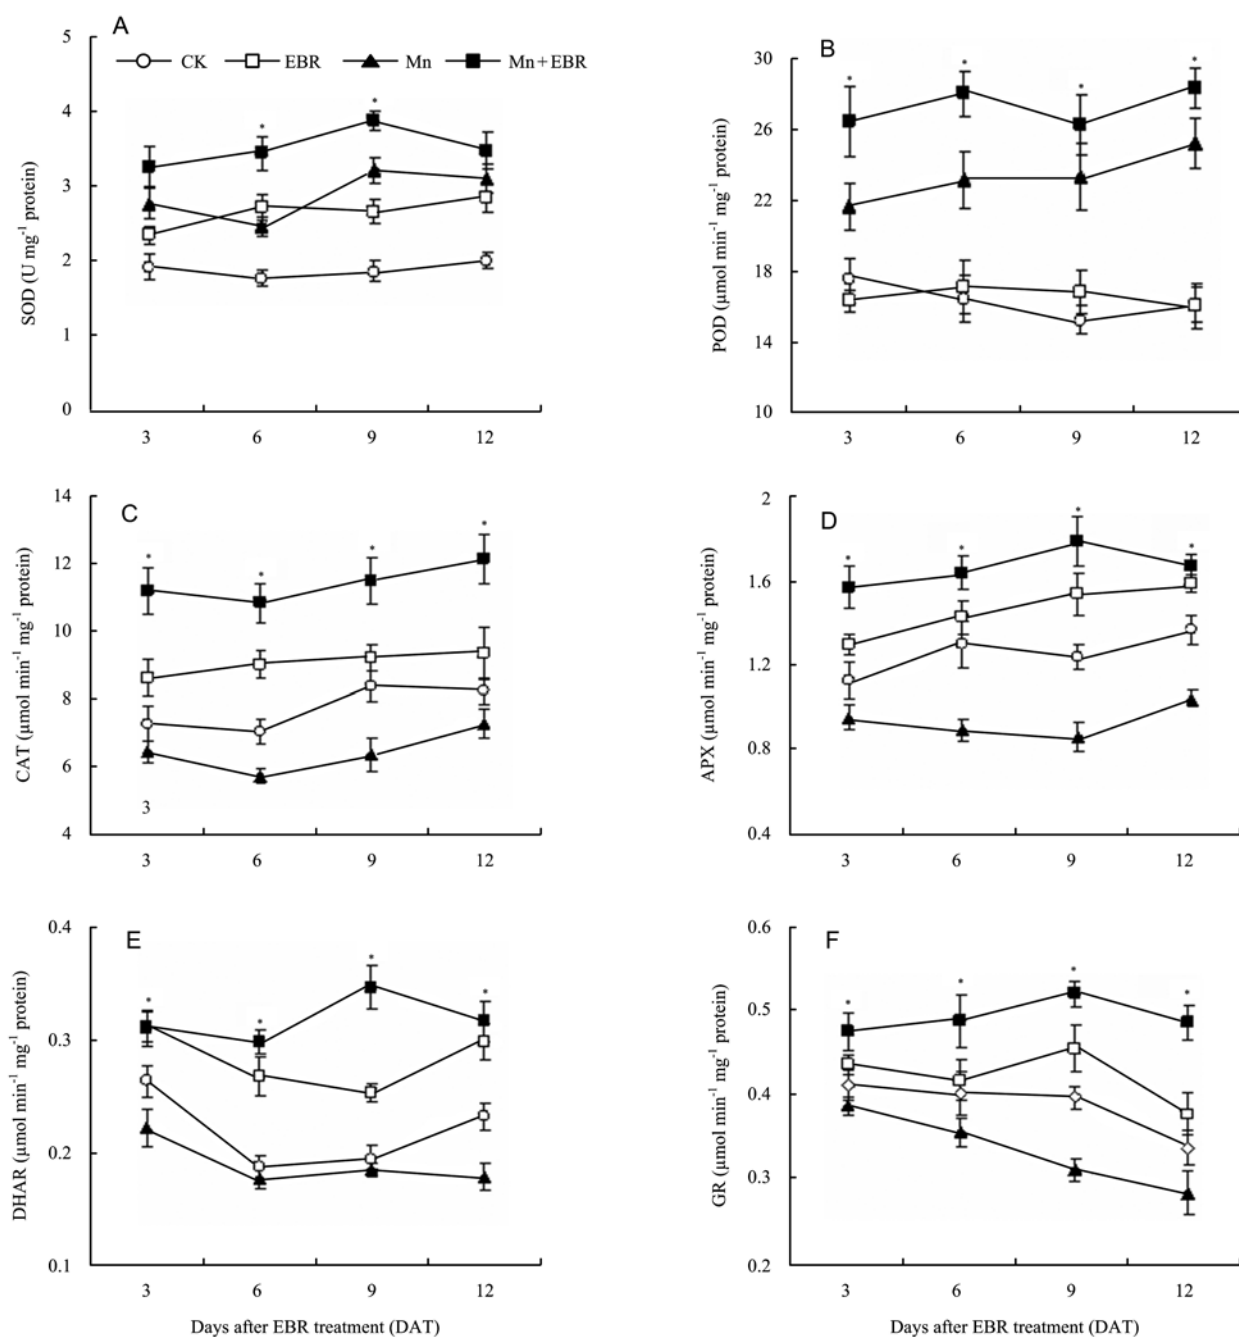 A
5
4
3
2
1
0
SOD (U mg⁻¹ protein)
CK EBR Mn Mn+EBR
*
*
3 6 9 12
B
30
26
22
18
14
10
POD (µmol min⁻¹ mg⁻¹ protein)
* * * *
3 6 9 12
C
14
12
10
8
6
4
CAT (µmol min⁻¹ mg⁻¹ protein)
* * * *
3
3 6 9 12
D
2
1.6
1.2
0.8
0.4
APX (µmol min⁻¹ mg⁻¹ protein)
* * * *
3 6 9 12
E
0.4
0.3
0.2
0.1
DHAR (µmol min⁻¹ mg⁻¹ protein)
* * * *
3 6 9 12
Days after EBR treatment (DAT)
F
0.6
0.5
0.4
0.3
0.2
GR (µmol min⁻¹ mg⁻¹ protein)
* * * *
3 6 9 12
Days after EBR treatment (DAT)